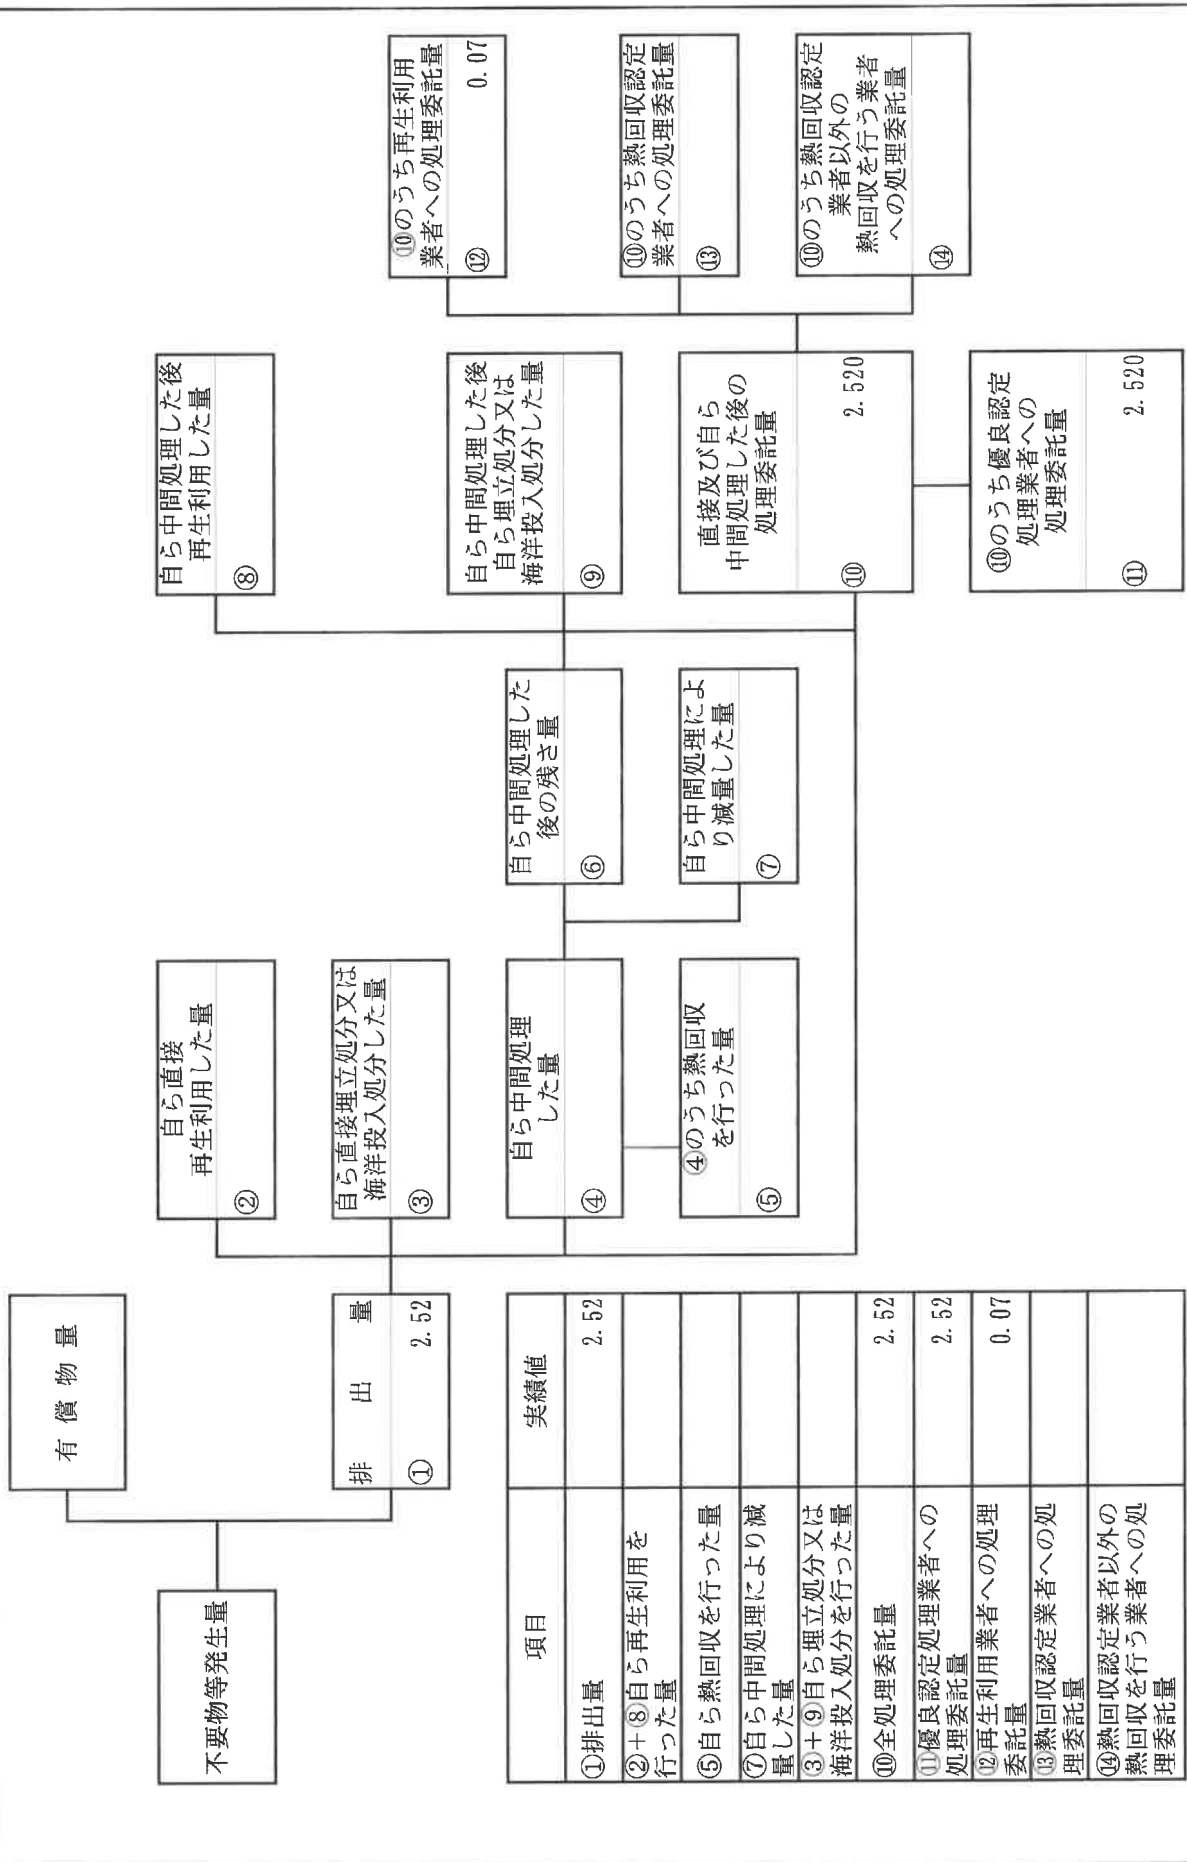 不要物等発生量
有償物量
排出量
① 2.52
自ら直接
再生利用した量
②
自ら直接埋立処分又は
海洋投入処分した量
③
自ら中間処理
した量
④
④のうち熱回収
を行った量
⑤
自ら中間処理した
後の残さ量
⑥
自ら中間処理によ
り減量した量
⑦
自ら中間処理した後
再生利用した量
⑧
自ら中間処理した後
自ら埋立処分又は
海洋投入処分した量
⑨
直接及び自ら
中間処理した後の
処理委託量
⑩ 2.520
⑩のうち優良認定
処理業者への
処理委託量
⑪ 2.520
⑩のうち再生利用
業者への処理委託量
⑫ 0.07
⑩のうち熱回収認定
業者への処理委託量
⑬
⑩のうち熱回収認定
業者以外の
熱回収を行う業者
への処理委託量
⑭
項目 実績値
①排出量 2.52
②+⑧自ら再生利用を
行った量
⑤自ら熱回収を行った量
⑦自ら中間処理により減
量した量
③+⑨自ら埋立処分又は
海洋投入処分を行った量
⑩全処理委託量 2.52
⑪優良認定処理業者への
処理委託量 2.52
⑫再生利用業者への処理
委託量 0.07
⑬熱回収認定業者への処
理委託量
⑭熱回収認定業者以外の
熱回収を行う業者への処
理委託量